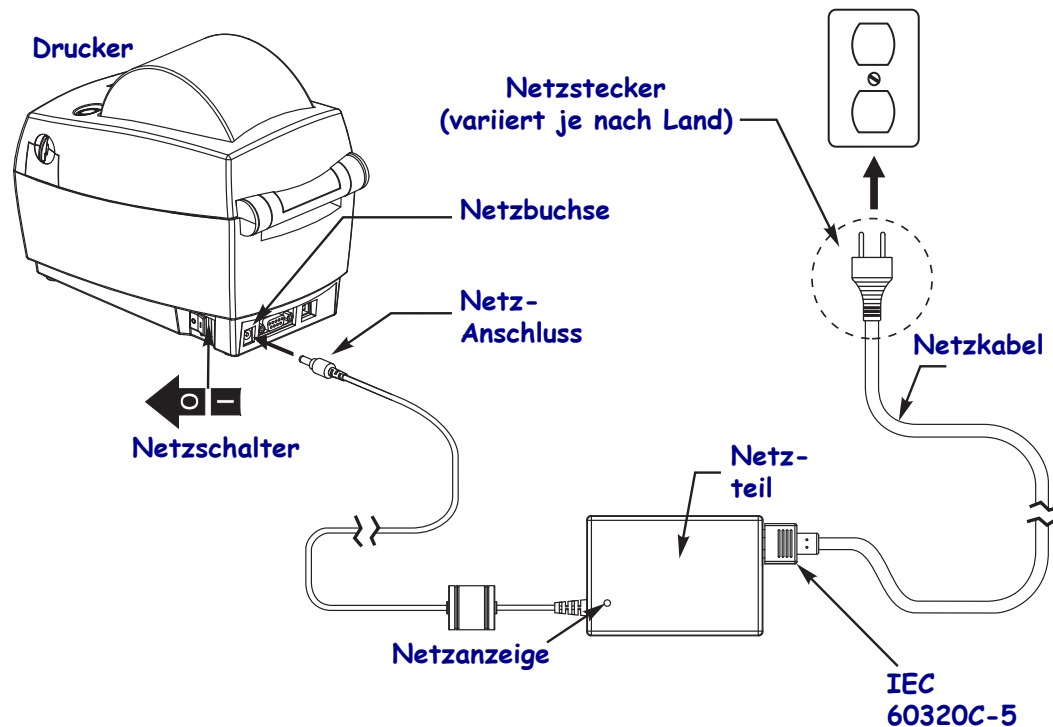 Drucker
Netzstecker
(variiert je nach Land)
Netzbuchse
Netz-
Anschluss
Netzkabel
O I
Netzschalter
Netz-
teil
Netzanzeige
IEC
60320C-5